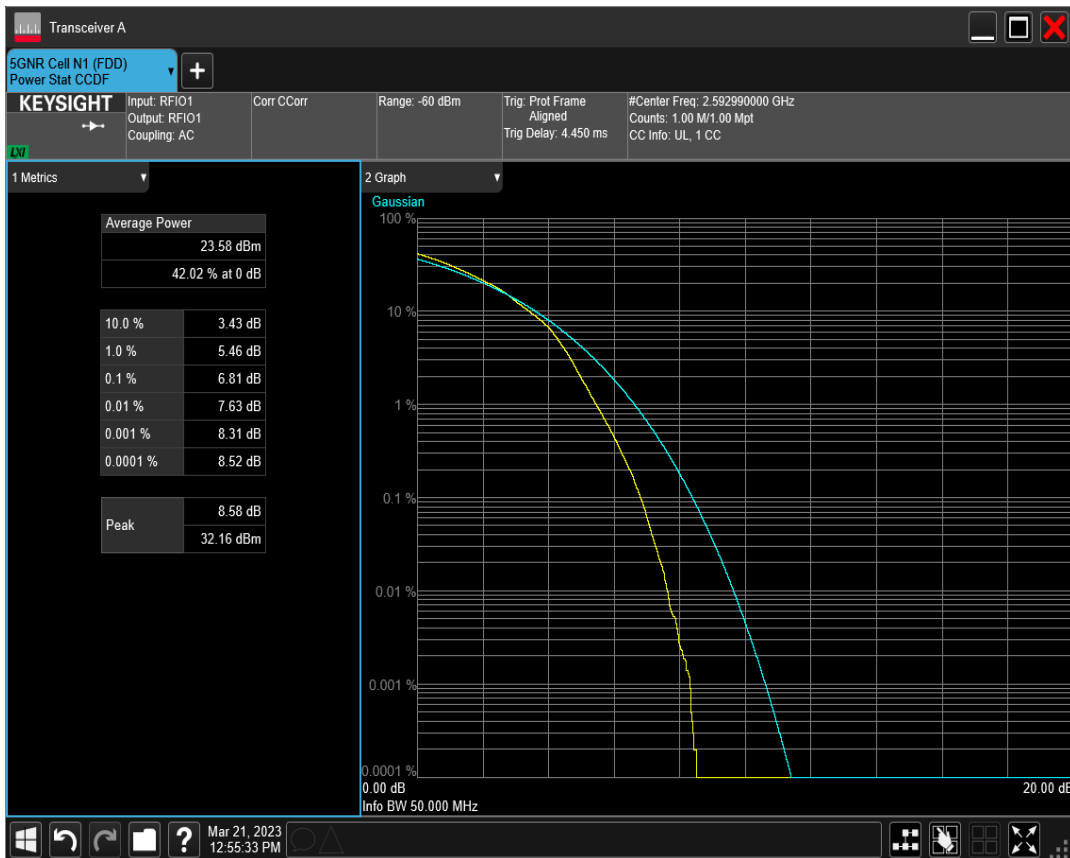 Transceiver A
5GNR Cell N1 (FDD)
Power Stat CCDF
KEYSIGHT
LXI
Input: RFIO1
Output: RFIO1
Coupling: AC
Corr CCorr
Range: -60 dBm
Trig: Prot Frame
Aligned
Trig Delay: 4.450 ms
#Center Freq: 2.592990000 GHz
Counts: 1.00 M/1.00 Mpt
CC Info: UL, 1 CC
1 Metrics
Average Power
23.58 dBm
42.02 % at 0 dB
10.0 % 3.43 dB
1.0 % 5.46 dB
0.1 % 6.81 dB
0.01 % 7.63 dB
0.001 % 8.31 dB
0.0001 % 8.52 dB
Peak
8.58 dB
32.16 dBm
2 Graph
Gaussian
100 %
10 %
1 %
0.1 %
0.01 %
0.001 %
0.0001 %
0.00 dB 20.00 dB
Info BW 50.000 MHz
?
Mar 21, 2023
12:55:33 PM